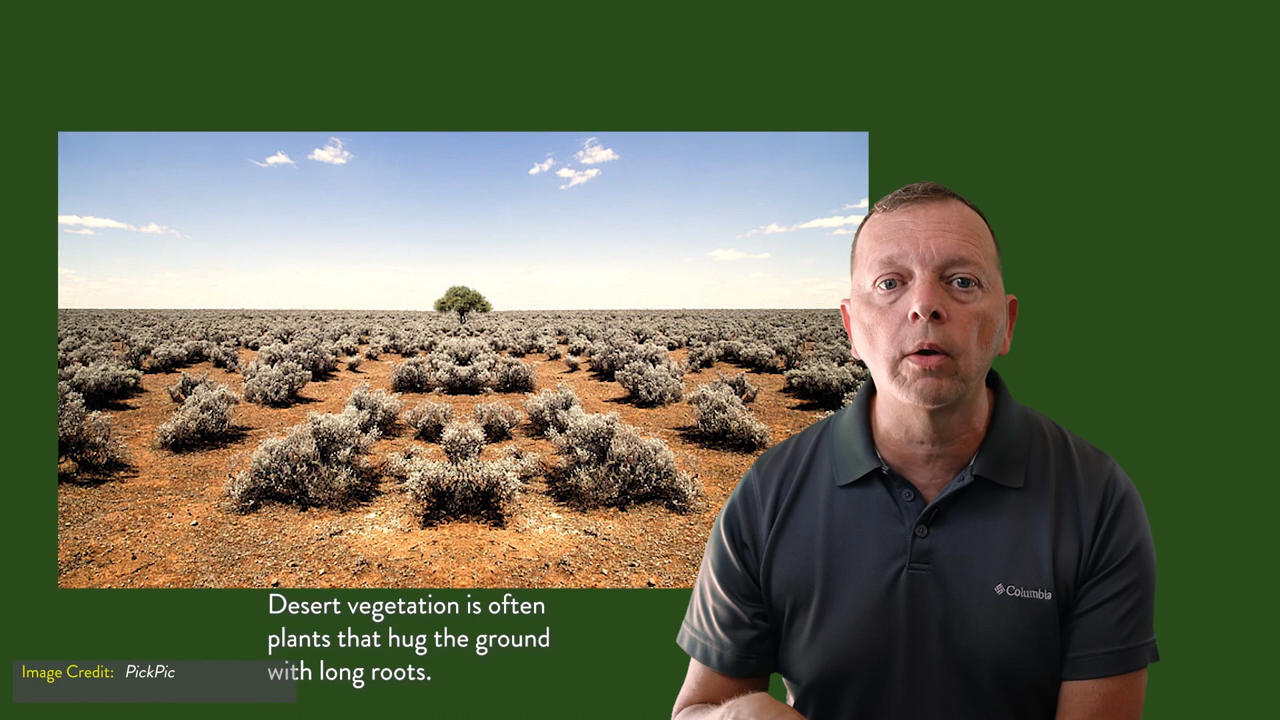 Columbia
Desert vegetation is often
plants that hug the ground
with long roots.
Image Credit: PickPic